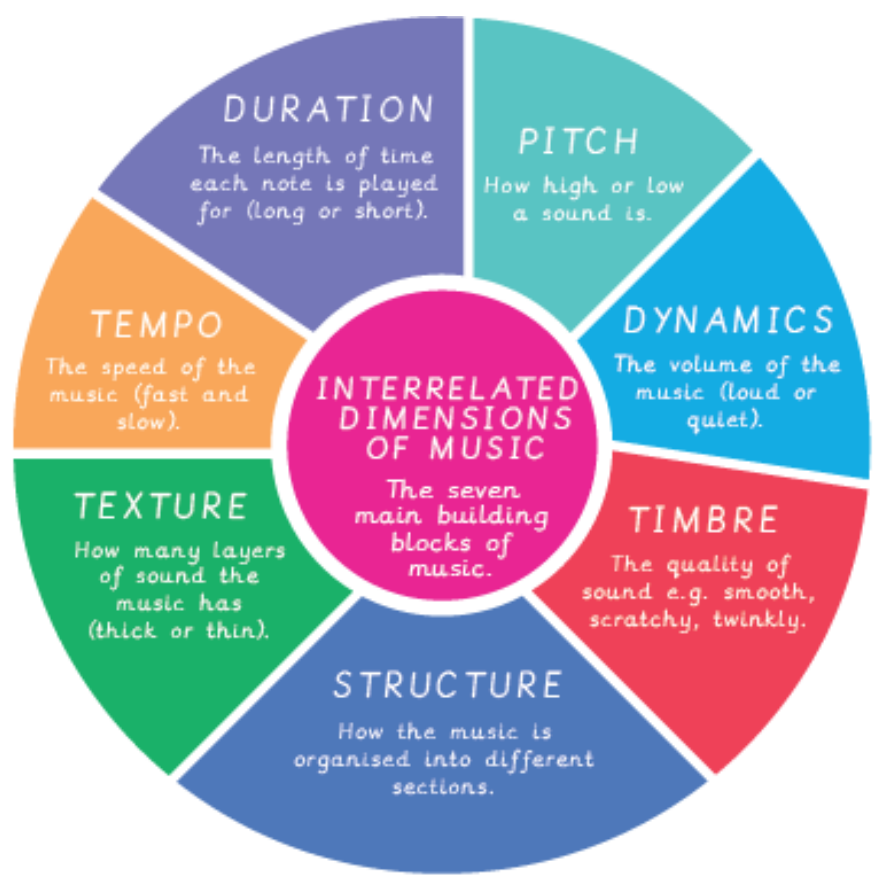 DURATION
The length of time
each note is played
for (long or short).
PITCH
How high or low
a sound is.
DYNAMICS
The volume of the
music (loud or
quiet).
TIMBRE
The quality of
sound e.g. smooth,
scratchy, twinkly.
STRUCTURE
How the music is
organised into different
sections.
TEXTURE
How many layers
of sound the
music has
(thick or thin).
TEMPO
The speed of the
music (fast and
slow).
INTERRELATED
DIMENSIONS
OF MUSIC
The seven
main building
blocks of
music.